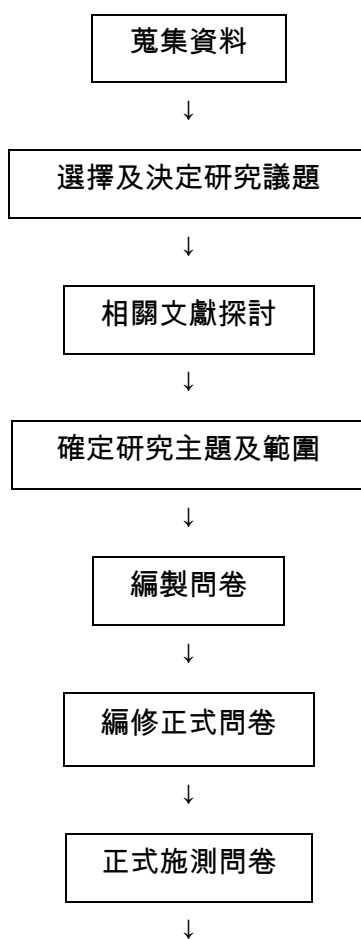 蒐集資料
↓
選擇及決定研究議題
↓
相關文獻探討
↓
確定研究主題及範圍
↓
編製問卷
↓
編修正式問卷
↓
正式施測問卷
↓